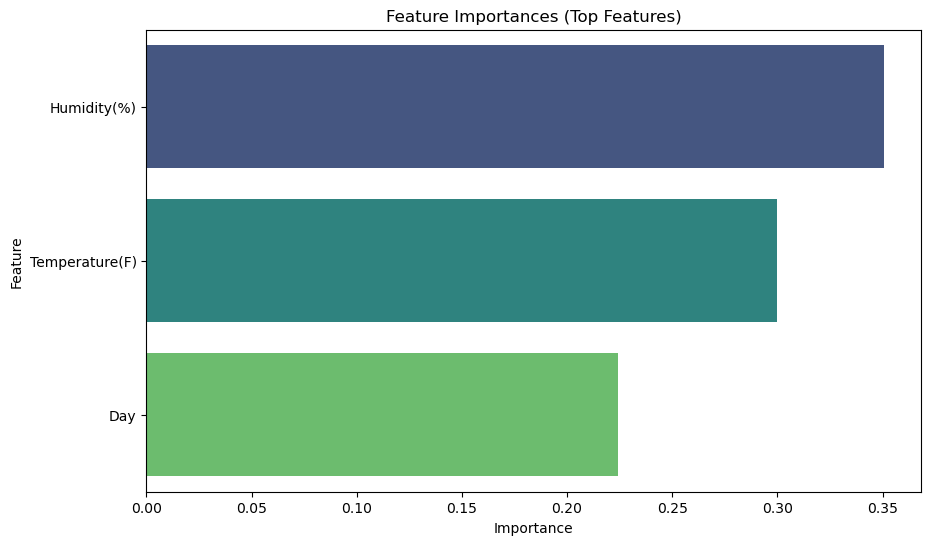 Feature Importances (Top Features)
Feature
Humidity(%)
Temperature(F)
Day
0.00 0.05 0.10 0.15 0.20 0.25 0.30 0.35
Importance